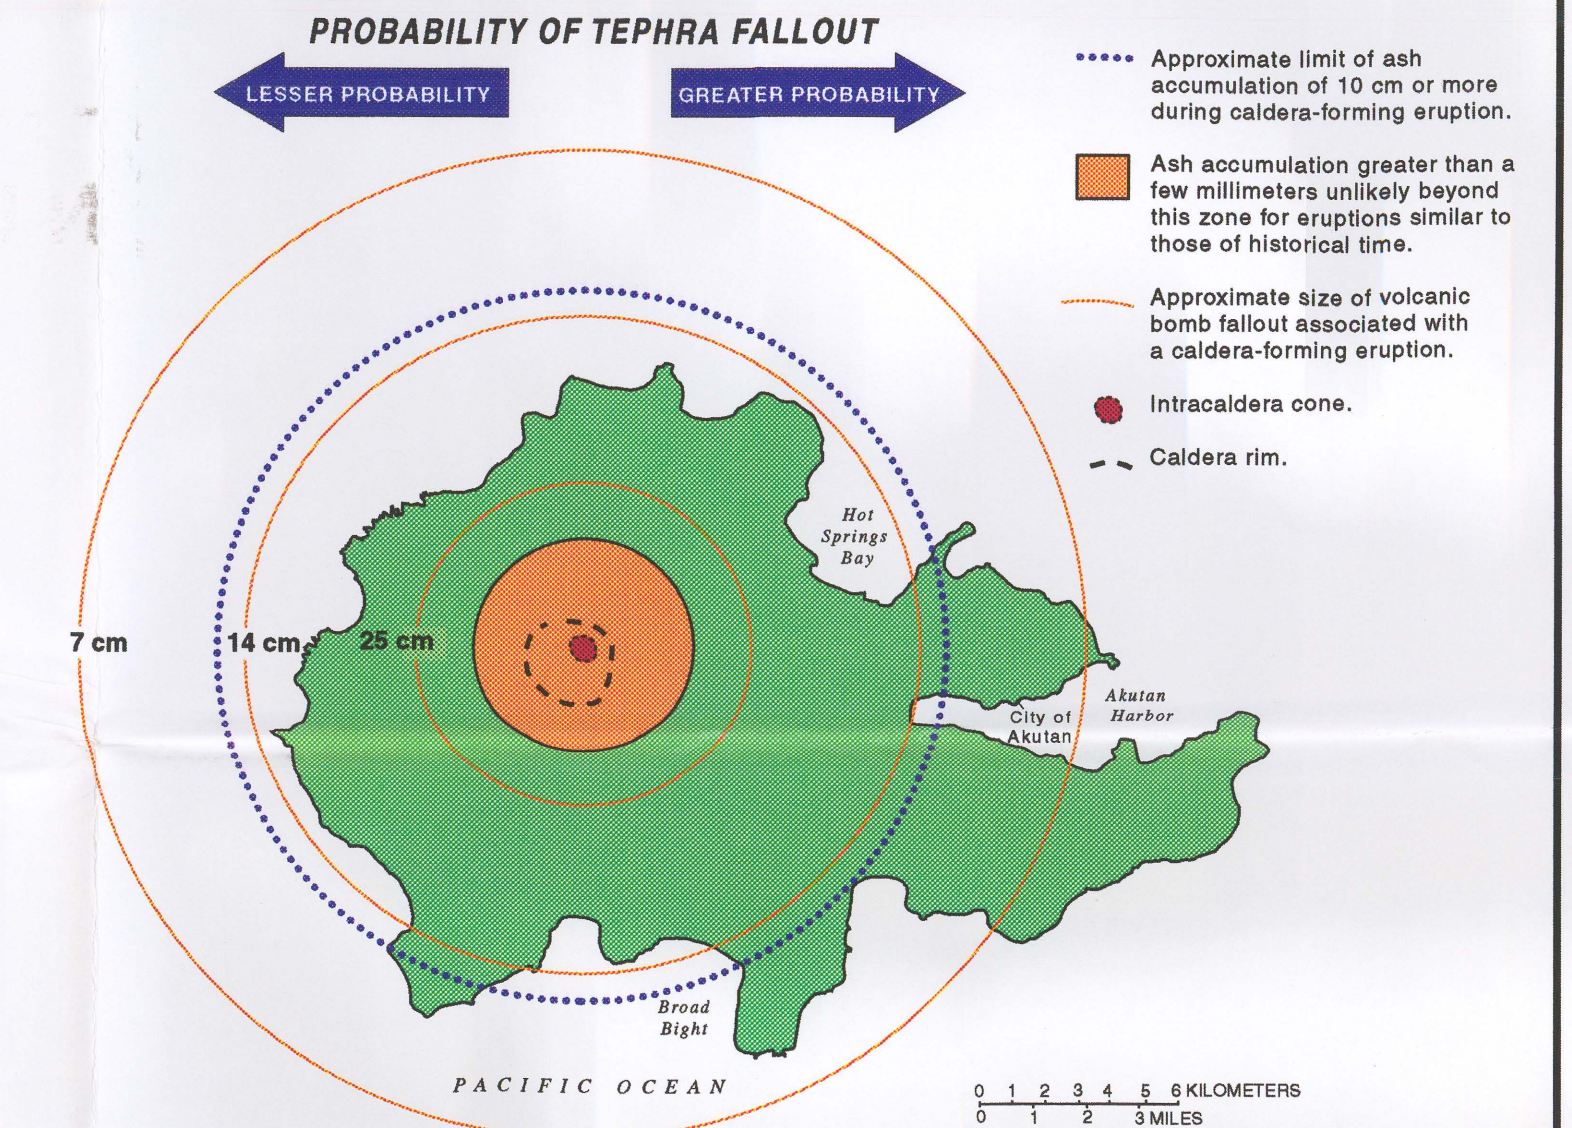 PROBABILITY OF TEPHRA FALLOUT
LESSER PROBABILITY
GREATER PROBABILITY
Approximate limit of ash
accumulation of 10 cm or more
during caldera-forming eruption.
Ash accumulation greater than a
few millimeters unlikely beyond
this zone for eruptions similar to
those of historical time.
Approximate size of volcanic
bomb fallout associated with
a caldera-forming eruption.
Intracaldera cone.
Caldera rim.
Hot
Springs
Bay
7 cm
14 cm
25 cm
Akutan
Harbor
City of
Akutan
Broad
Bight
PACIFIC OCEAN
0 1 2 3 4 5 6 KILOMETERS
0 1 2 3 MILES